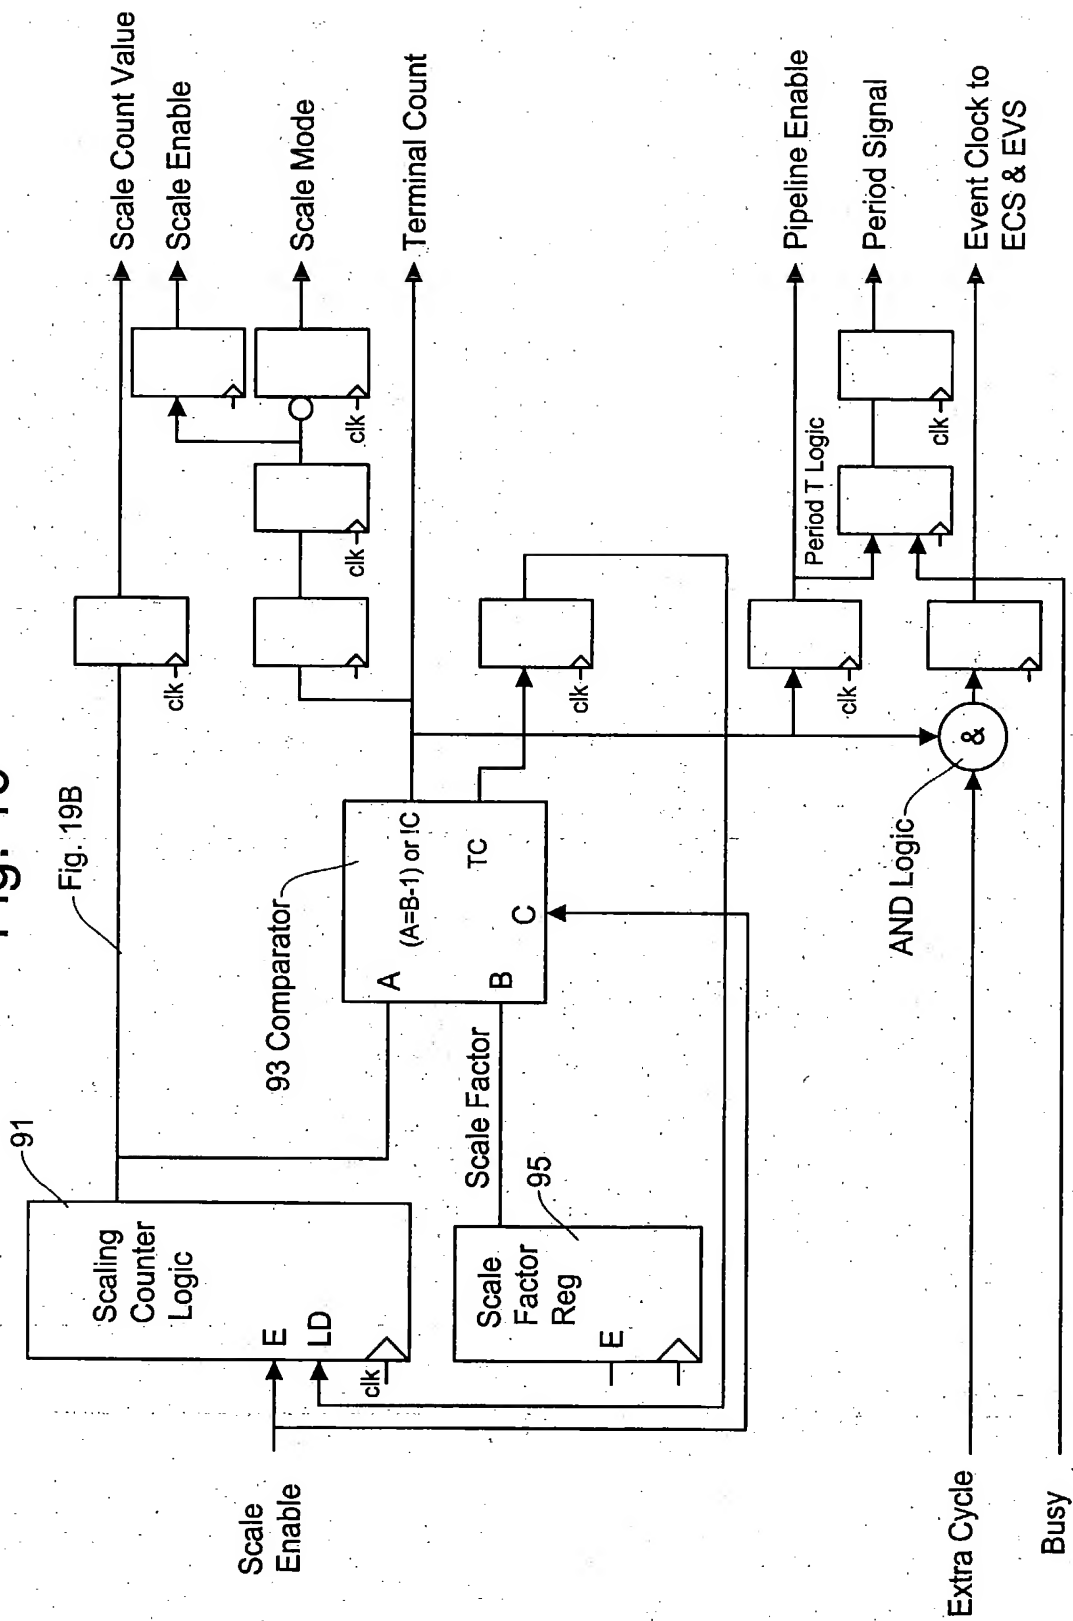 Fig. 19B
91
Scaling
Counter
Logic
E
LD
clk
Scale
Enable
Scale
Factor
Reg
E
95
Scale Factor
93 Comparator
A
B
C
(A=B-1) or !C
TC
clk
clk
clk
clk
clk
clk
clk
Scale Count Value
Scale Enable
Scale Mode
Terminal Count
Pipeline Enable
Period T Logic
Period Signal
Event Clock to
ECS & EVS
AND Logic
&
Extra Cycle
Busy